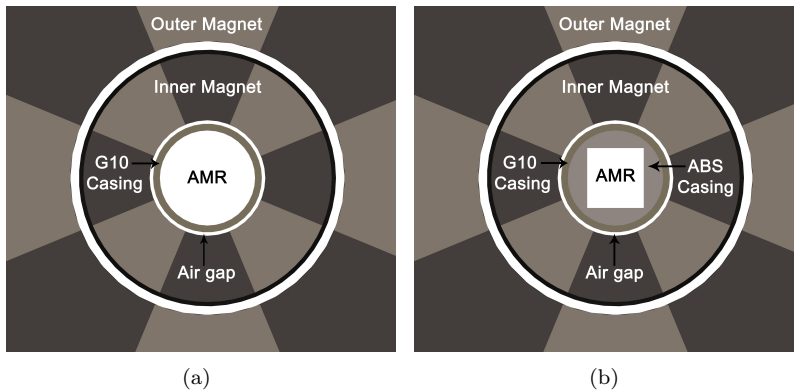 Outer Magnet
Inner Magnet
G10
Casing
AMR
Air gap
(a)
Outer Magnet
Inner Magnet
G10
Casing
AMR
ABS
Casing
Air gap
(b)